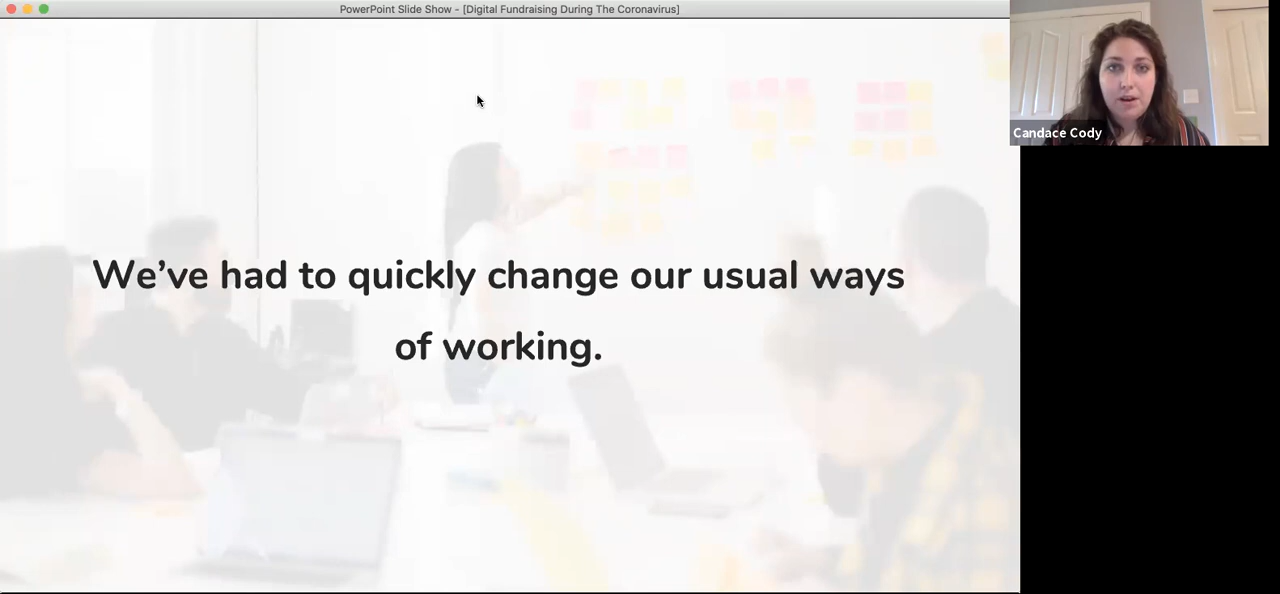 PowerPoint Slide Show - [Digital Fundraising During The Coronavirus]
Candace Cody
We’ve had to quickly change our usual ways
of working.